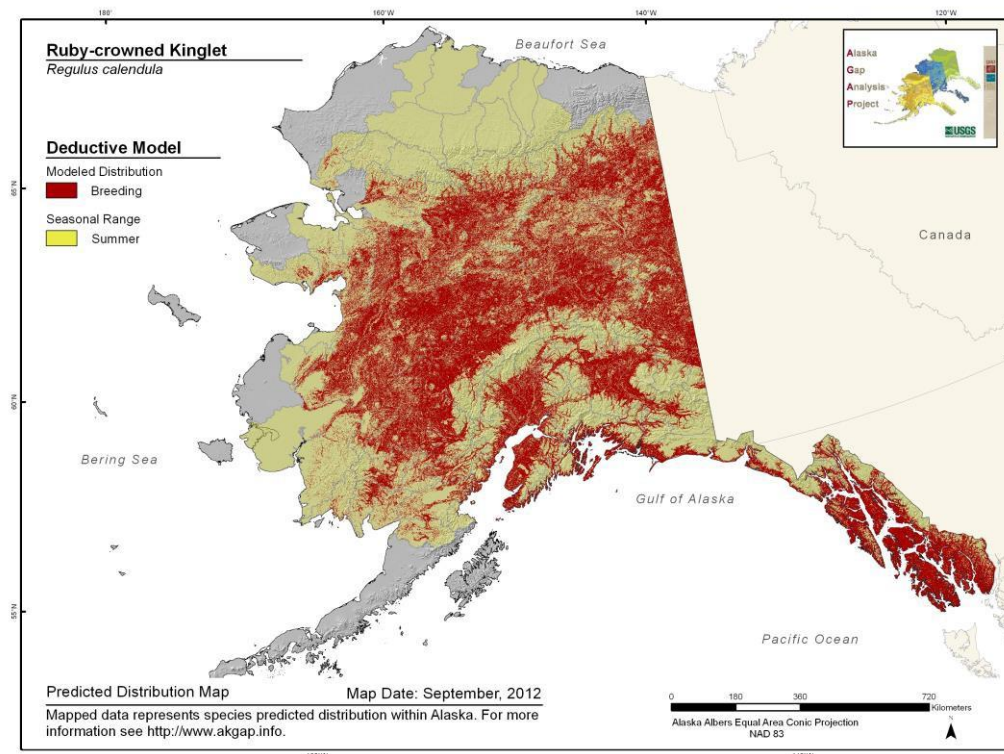 180°
160°W
140°W
120°W
Ruby-crowned Kinglet
Regulus calendula
Beaufort Sea
Alaska
Gap
Analysis
Project
USGS
Deductive Model
Modeled Distribution
Breeding
Seasonal Range
Summer
65°N
Canada
60°N
Bering Sea
Gulf of Alaska
55°N
Pacific Ocean
Predicted Distribution Map
Map Date: September, 2012
Mapped data represents species predicted distribution within Alaska. For more
information see http://www.akgap.info.
0 180 360 720
Kilometers
Alaska Albers Equal Area Conic Projection
NAD 83
N